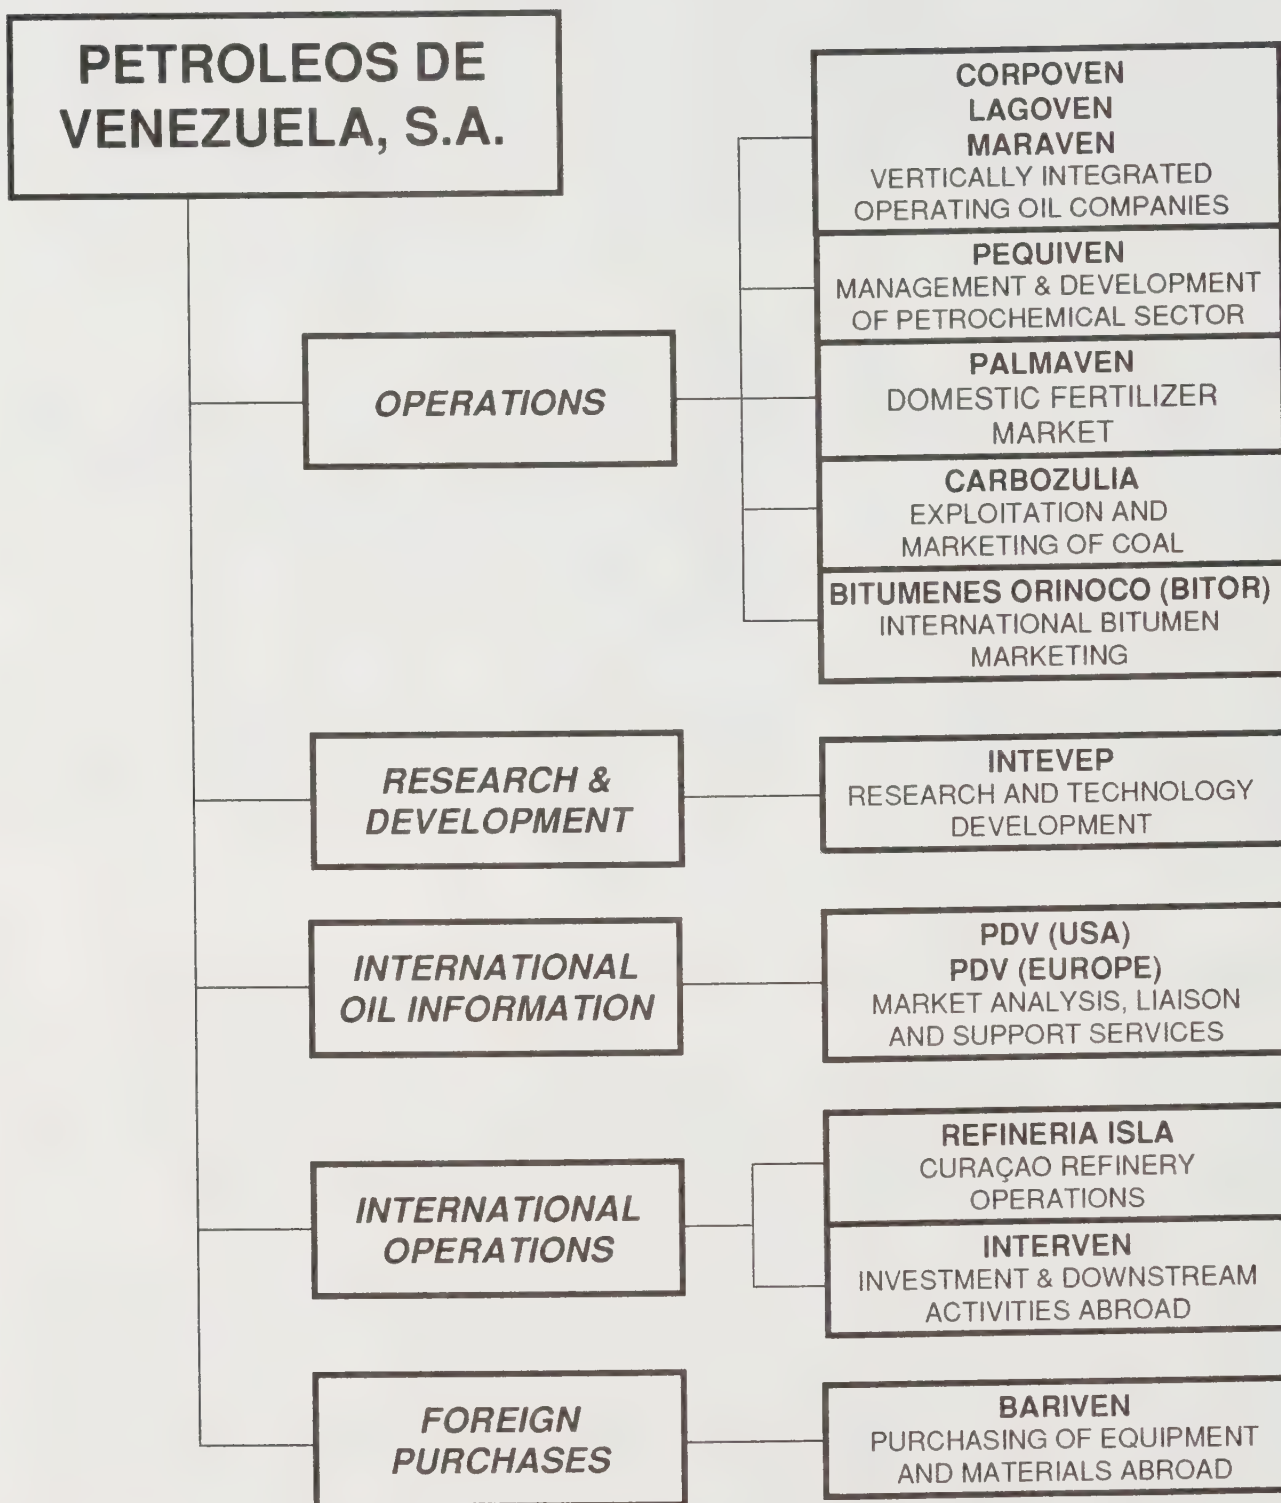 PETROLEOS DE
VENEZUELA, S.A.
CORPOVEN
LAGOVEN
MARAVEN
VERTICALLY INTEGRATED
OPERATING OIL COMPANIES
PEQUIVEN
MANAGEMENT & DEVELOPMENT
OF PETROCHEMICAL SECTOR
OPERATIONS
PALMAVEN
DOMESTIC FERTILIZER
MARKET
CARBOZULIA
EXPLOITATION AND
MARKETING OF COAL
BITUMENES ORINOCO (BITOR)
INTERNATIONAL BITUMEN
MARKETING
RESEARCH &
DEVELOPMENT
INTEVEP
RESEARCH AND TECHNOLOGY
DEVELOPMENT
INTERNATIONAL
OIL INFORMATION
PDV (USA)
PDV (EUROPE)
MARKET ANALYSIS, LIAISON
AND SUPPORT SERVICES
INTERNATIONAL
OPERATIONS
REFINERIA ISLA
CURAÇAO REFINERY
OPERATIONS
INTERVEN
INVESTMENT & DOWNSTREAM
ACTIVITIES ABROAD
FOREIGN
PURCHASES
BARIVEN
PURCHASING OF EQUIPMENT
AND MATERIALS ABROAD